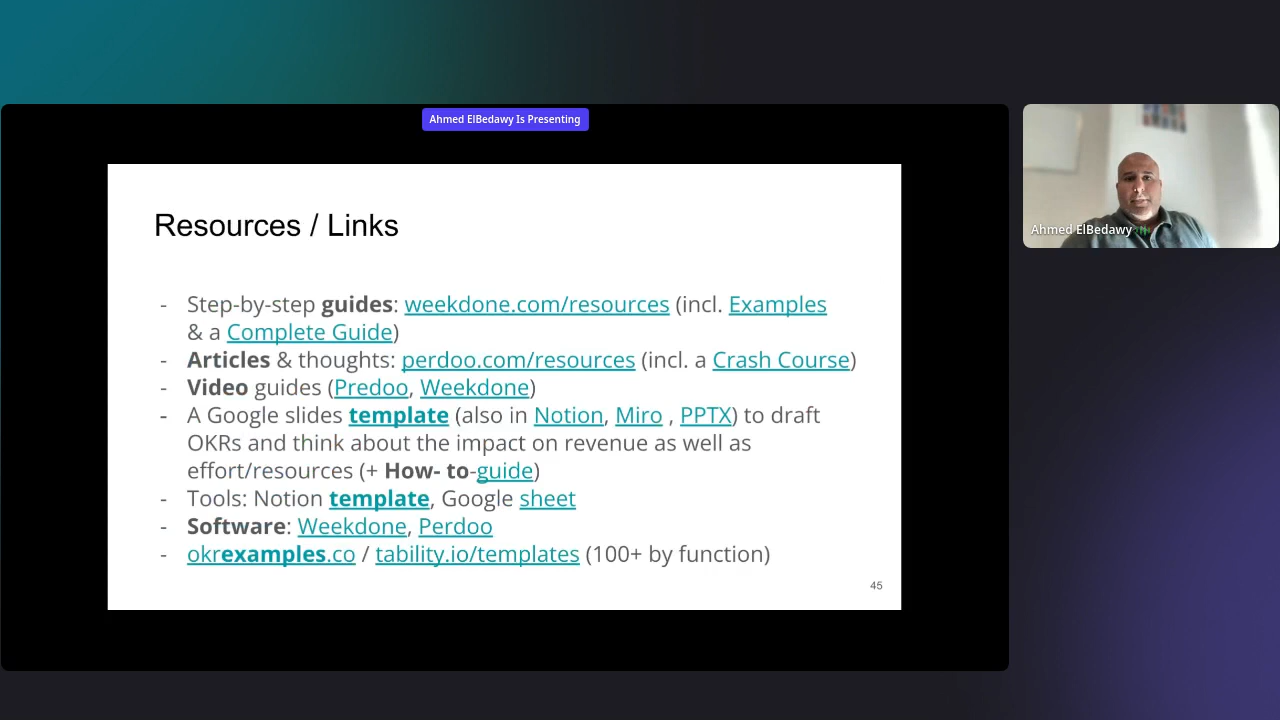 Ahmed ElBedawy Is Presenting
Resources / Links
- Step-by-step guides: weekdone.com/resources (incl. Examples
& a Complete Guide)
- Articles & thoughts: perdoo.com/resources (incl. a Crash Course)
- Video guides (Predoo, Weekdone)
- A Google slides template (also in Notion, Miro , PPTX) to draft
OKRs and think about the impact on revenue as well as
effort/resources (+ How- to-guide)
- Tools: Notion template, Google sheet
- Software: Weekdone, Perdoo
- okrexamples.co / tability.io/templates (100+ by function)
45
Ahmed ElBedawy